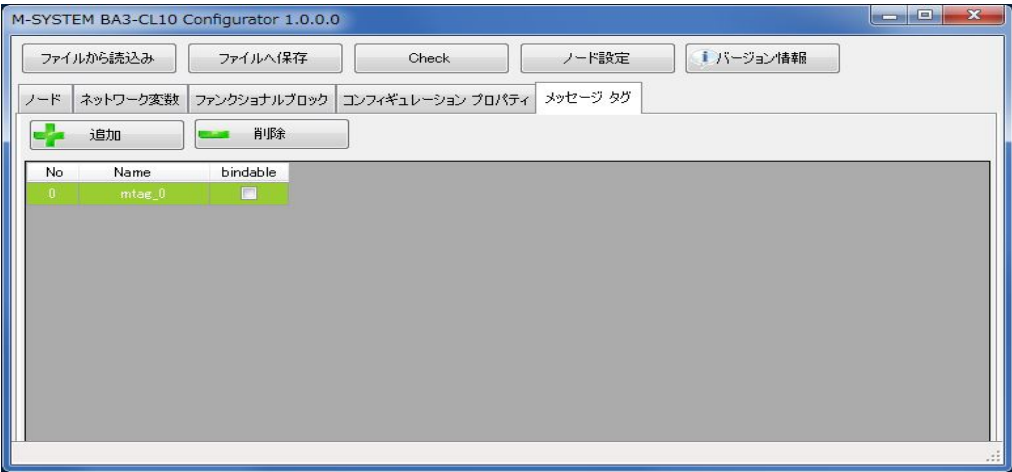 M-SYSTEM BA3-CL10 Configurator 1.0.0.0
ファイルから読込み ファイルへ保存 Check ノード設定 バージョン情報
ノード ネットワーク変数 ファンクショナルブロック コンフィギュレーション プロパティ メッセージ タグ
追加 削除
No Name bindable
0 mtag_0